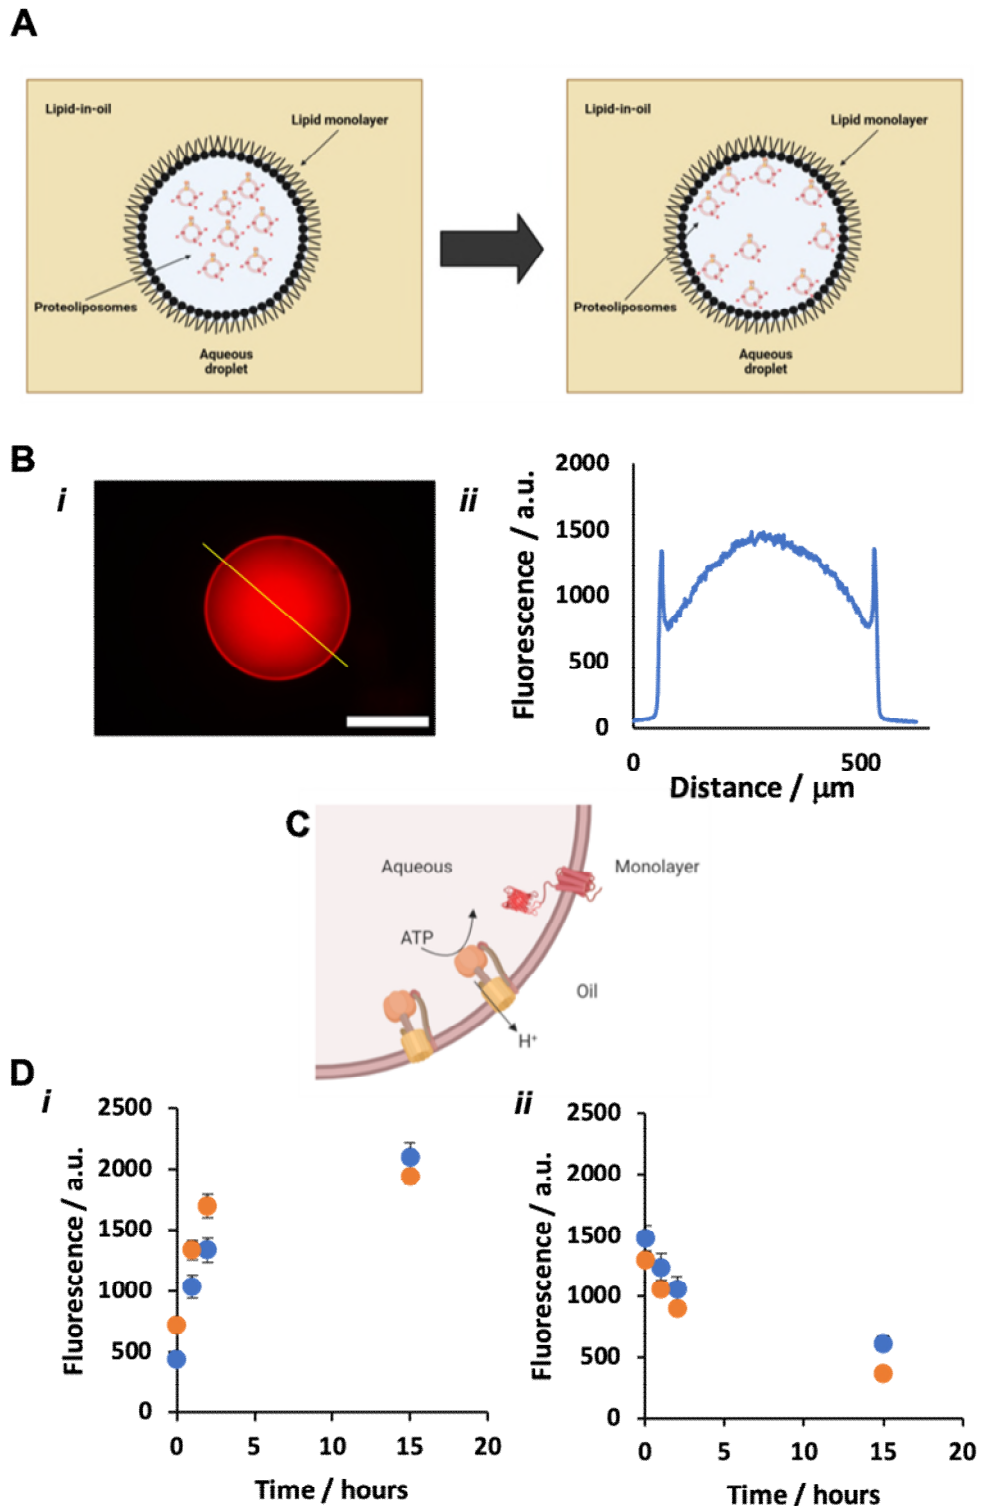 A
Lipid-in-oil
Lipid monolayer
Proteoliposomes
Aqueous
droplet
Lipid-in-oil
Lipid monolayer
Proteoliposomes
Aqueous
droplet
B
i
ii
Fluorescence / a.u.
2000
1500
1000
500
0
0
500
Distance / μm
C
Aqueous
Monolayer
ATP
Oil
H⁺
D
i
Fluorescence / a.u.
2500
2000
1500
1000
500
0
0 5 10 15 20
Time / hours
ii
Fluorescence / a.u.
2500
2000
1500
1000
500
0
0 5 10 15 20
Time / hours